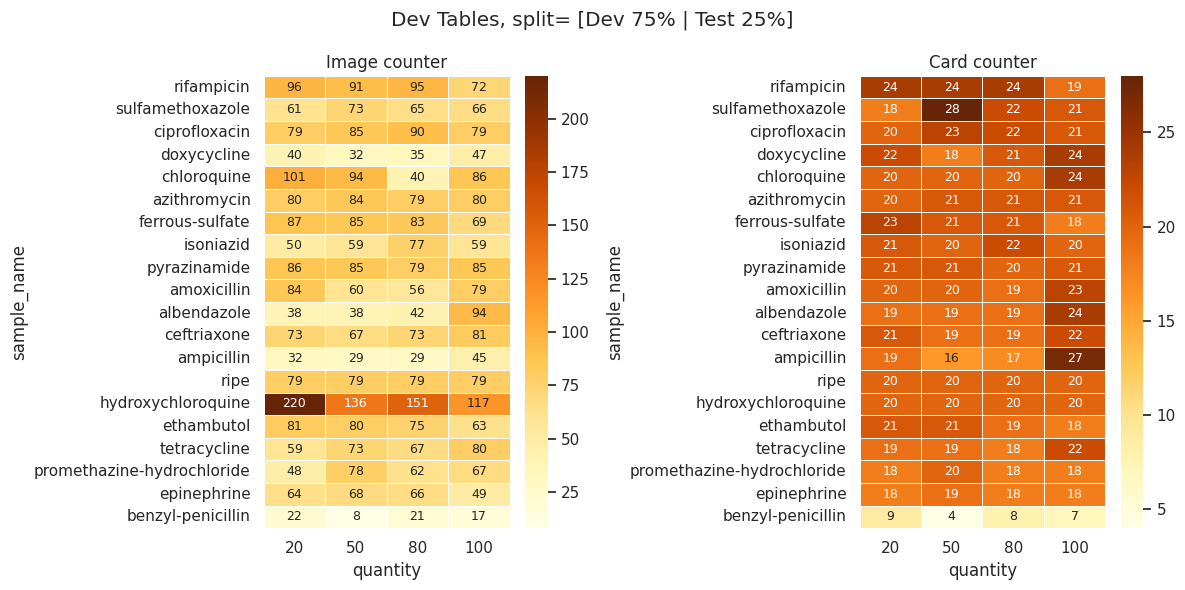 Dev Tables, split= [Dev 75% | Test 25%]
Image counter
sample_name
rifampicin 96 91 95 72
sulfamethoxazole 61 73 65 66
ciprofloxacin 79 85 90 79
doxycycline 40 32 35 47
chloroquine 101 94 40 86
azithromycin 80 84 79 80
ferrous-sulfate 87 85 83 69
isoniazid 50 59 77 59
pyrazinamide 86 85 79 85
amoxicillin 84 60 56 79
albendazole 38 38 42 94
ceftriaxone 73 67 73 81
ampicillin 32 29 29 45
ripe 79 79 79 79
hydroxychloroquine 220 136 151 117
ethambutol 81 80 75 63
tetracycline 59 73 67 80
promethazine-hydrochloride 48 78 62 67
epinephrine 64 68 66 49
benzyl-penicillin 22 8 21 17
20 50 80 100
quantity
200
175
150
125
100
75
50
25
Card counter
sample_name
rifampicin 24 24 24 19
sulfamethoxazole 18 28 22 21
ciprofloxacin 20 23 22 21
doxycycline 22 18 21 24
chloroquine 20 20 20 24
azithromycin 20 21 21 21
ferrous-sulfate 23 21 21 18
isoniazid 21 20 22 20
pyrazinamide 21 21 20 21
amoxicillin 20 20 19 23
albendazole 19 19 19 24
ceftriaxone 21 19 19 22
ampicillin 19 16 17 27
ripe 20 20 20 20
hydroxychloroquine 20 20 20 20
ethambutol 21 21 19 18
tetracycline 19 19 18 22
promethazine-hydrochloride 18 20 18 18
epinephrine 18 19 18 18
benzyl-penicillin 9 4 8 7
20 50 80 100
quantity
25
20
15
10
5